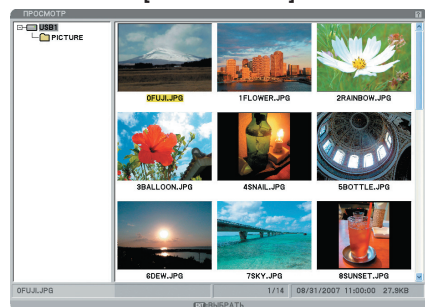 ПРОСМОТР
USB1
PICTURE
0FUJI.JPG 1FLOWER.JPG 2RAINBOW.JPG
3BALLOON.JPG 4SNAIL.JPG 5BOTTLE.JPG
6DEW.JPG 7SKY.JPG 8SUNSET.JPG
0FUJI.JPG 1/14 08/31/2007 11:00:00 27,9KB
:ВЫБРАТЬ